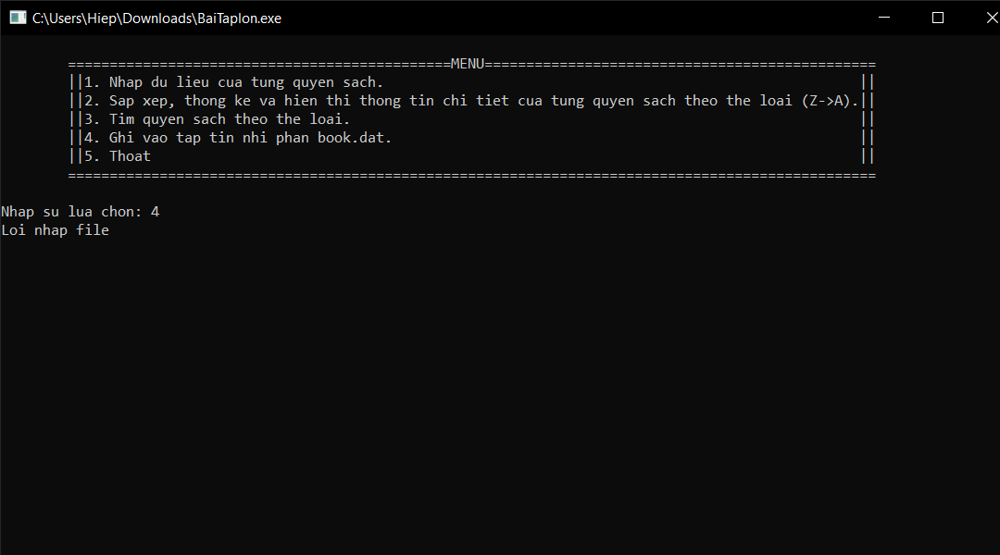 C:\Users\Hiep\Downloads\BaiTaplon.exe
==============================================MENU===============================================
||1. Nhap du lieu cua tung quyen sach.                                                         ||
||2. Sap xep, thong ke va hien thi thong tin chi tiet cua tung quyen sach theo the loai (Z->A).||
||3. Tim quyen sach theo the loai.                                                             ||
||4. Ghi vao tap tin nhi phan book.dat.                                                        ||
||5. Thoat                                                                                     ||
=================================================================================================
Nhap su lua chon: 4
Loi nhap file